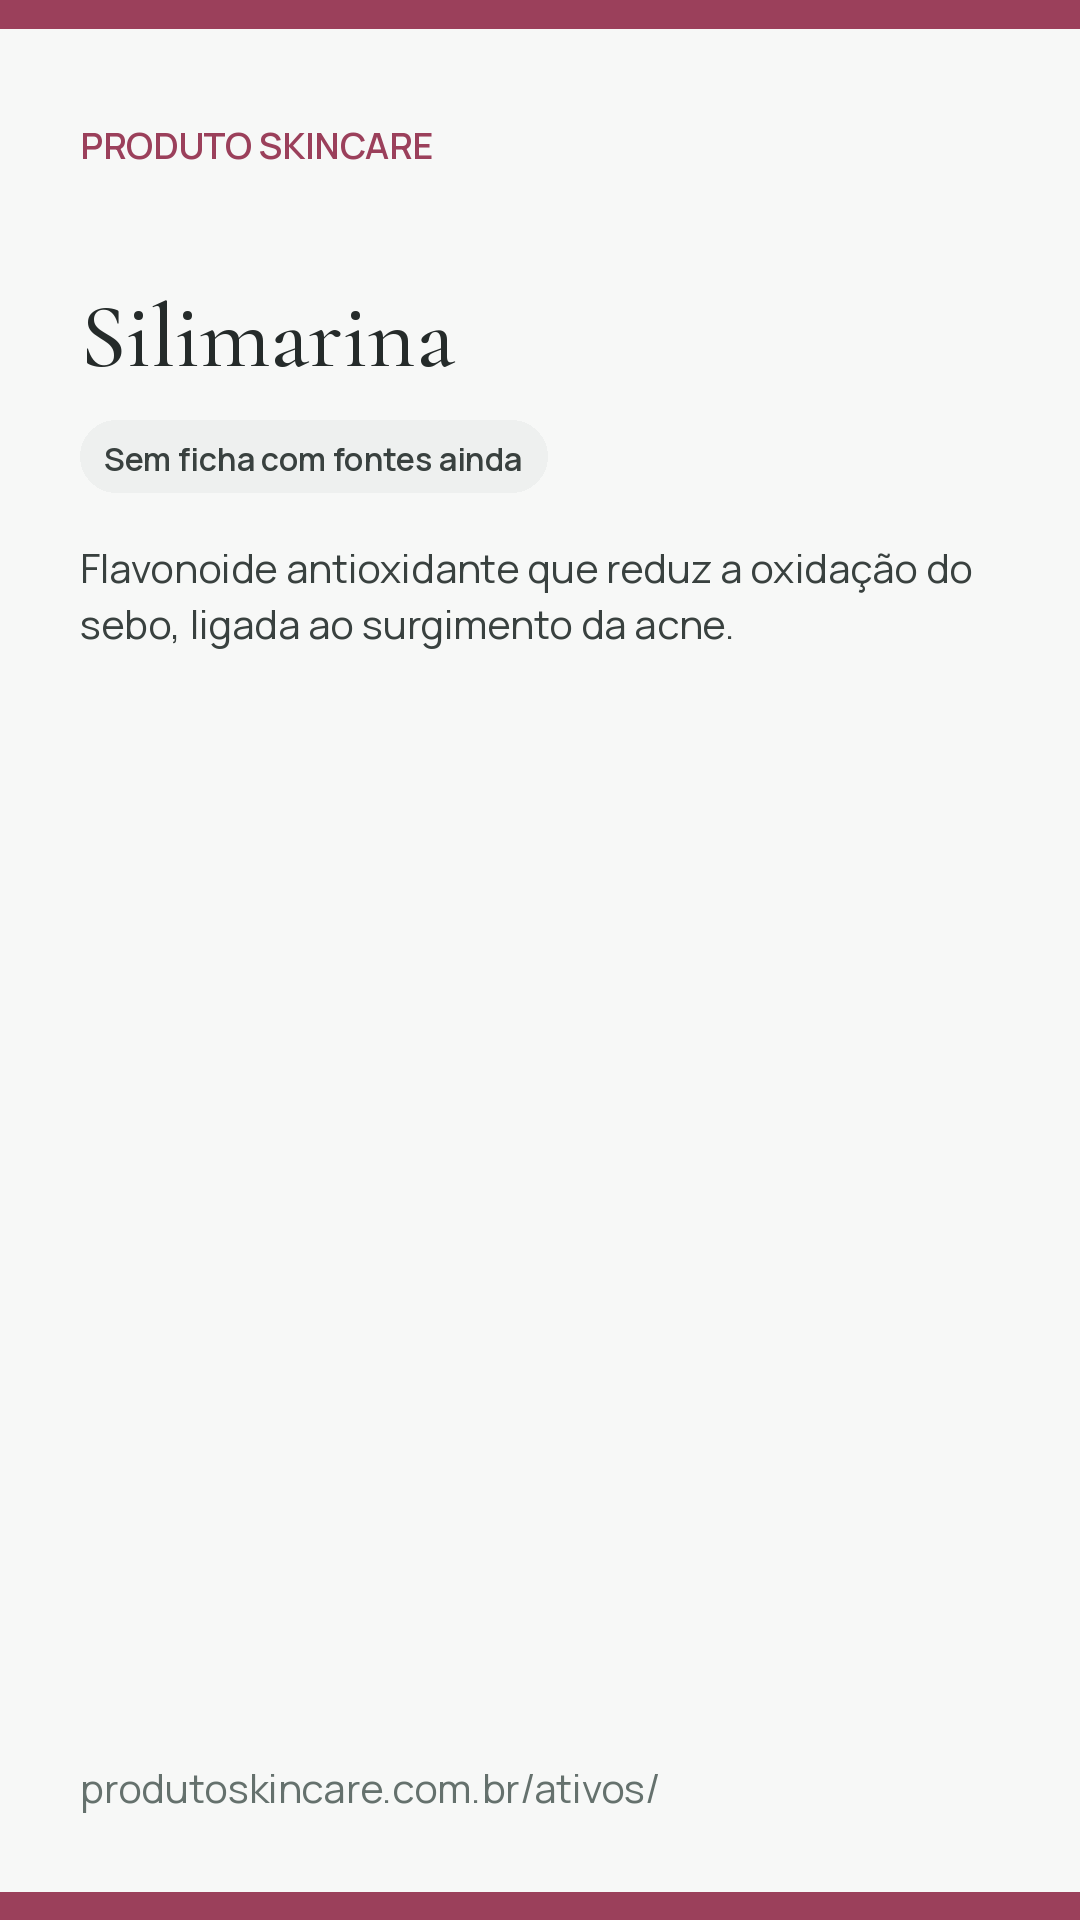 PRODUTO SKINCARE
Silimarina
Sem ficha com fontes ainda
Flavonoide antioxidante que reduz a oxidação do
sebo, ligada ao surgimento da acne.
produtoskincare.com.br/ativos/